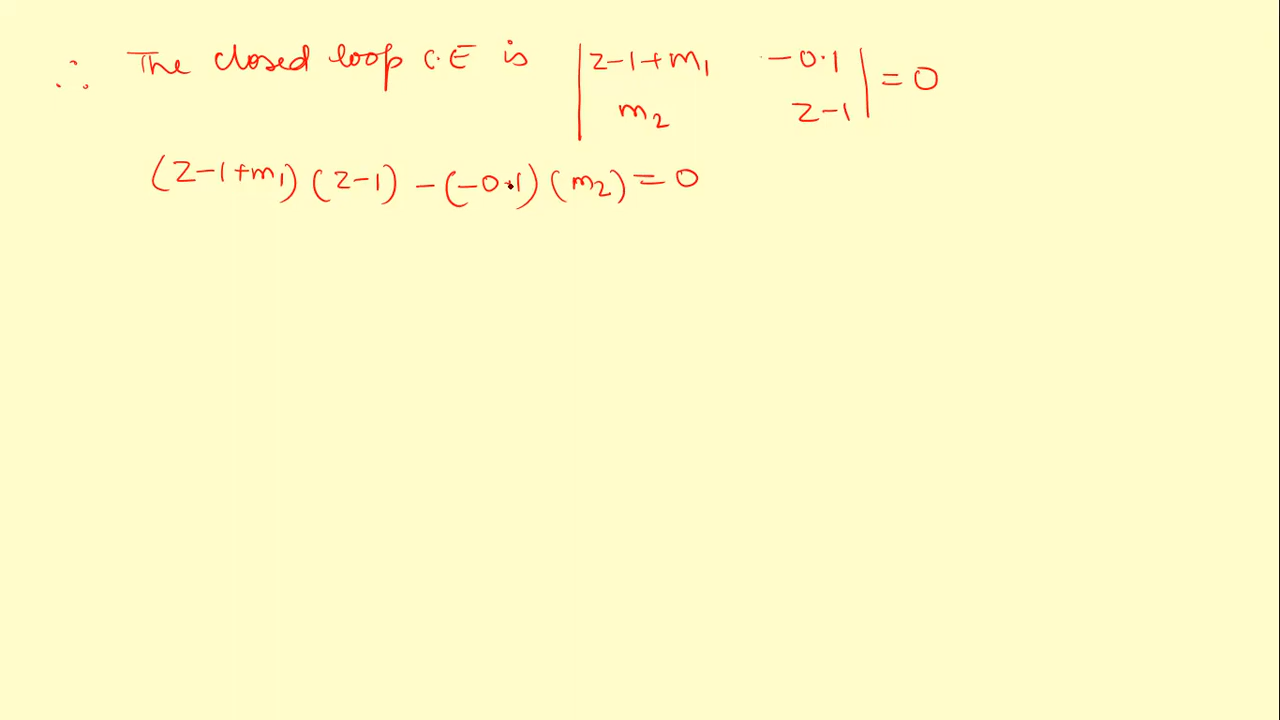 ∴ The closed loop C.E is | z-1+m₁ -0.1 | = 0
| m₂ z-1 |
(z-1+m₁) (z-1) - (-0.1) (m₂) = 0